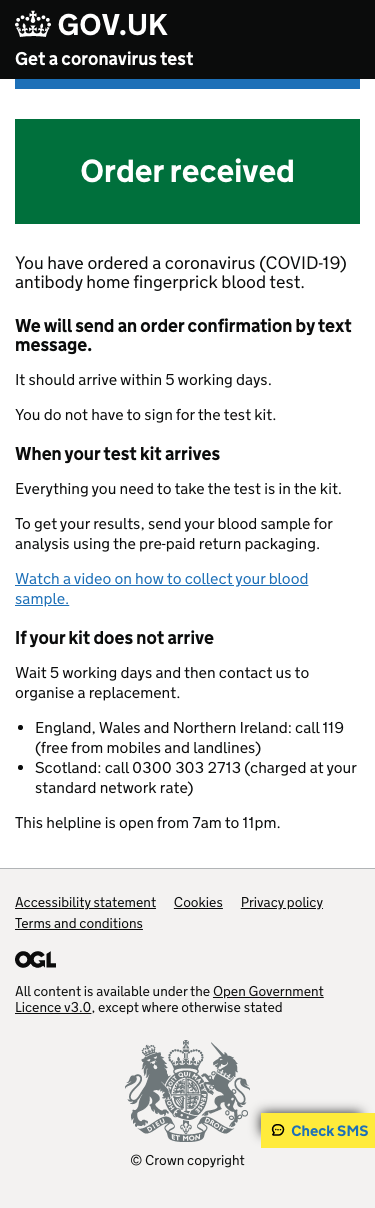 GOV.UK
Get a coronavirus test
Order received
You have ordered a coronavirus (COVID-19)
antibody home fingerprick blood test.
We will send an order confirmation by text
message.
It should arrive within 5 working days.
You do not have to sign for the test kit.
When your test kit arrives
Everything you need to take the test is in the kit.
To get your results, send your blood sample for
analysis using the pre-paid return packaging.
Watch a video on how to collect your blood
sample.
If your kit does not arrive
Wait 5 working days and then contact us to
organise a replacement.
• England, Wales and Northern Ireland: call 119
(free from mobiles and landlines)
• Scotland: call 0300 303 2713 (charged at your
standard network rate)
This helpline is open from 7am to 11pm.
Accessibility statement Cookies Privacy policy
Terms and conditions
OGL
All content is available under the Open Government
Licence v3.0, except where otherwise stated
DIEU ET MON
Check SMS
© Crown copyright